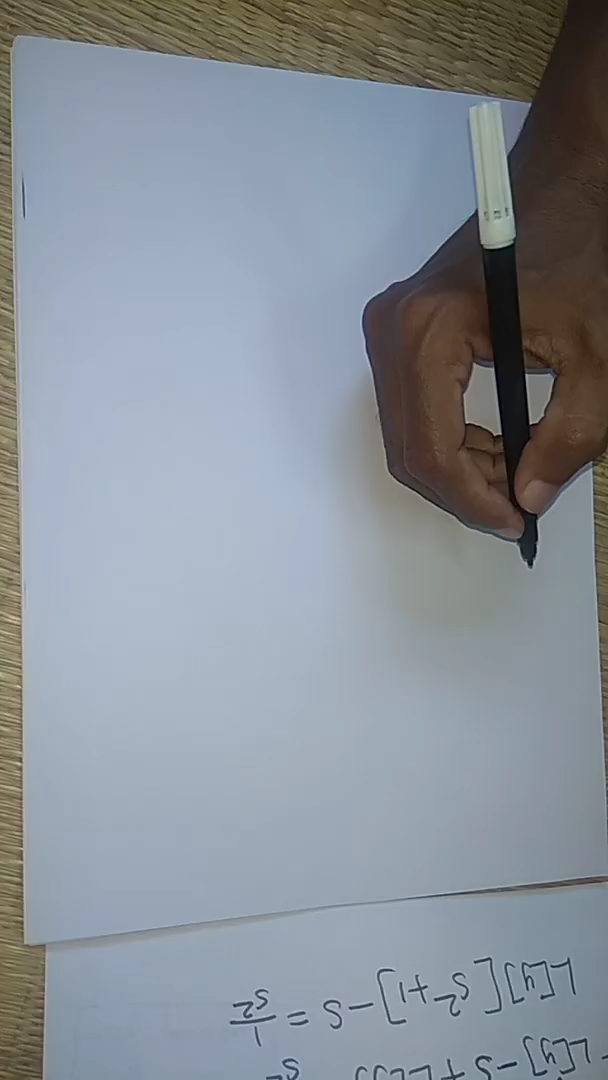 L[y] - s + L[y]
L[y][s² + 1] - s = 1/s²